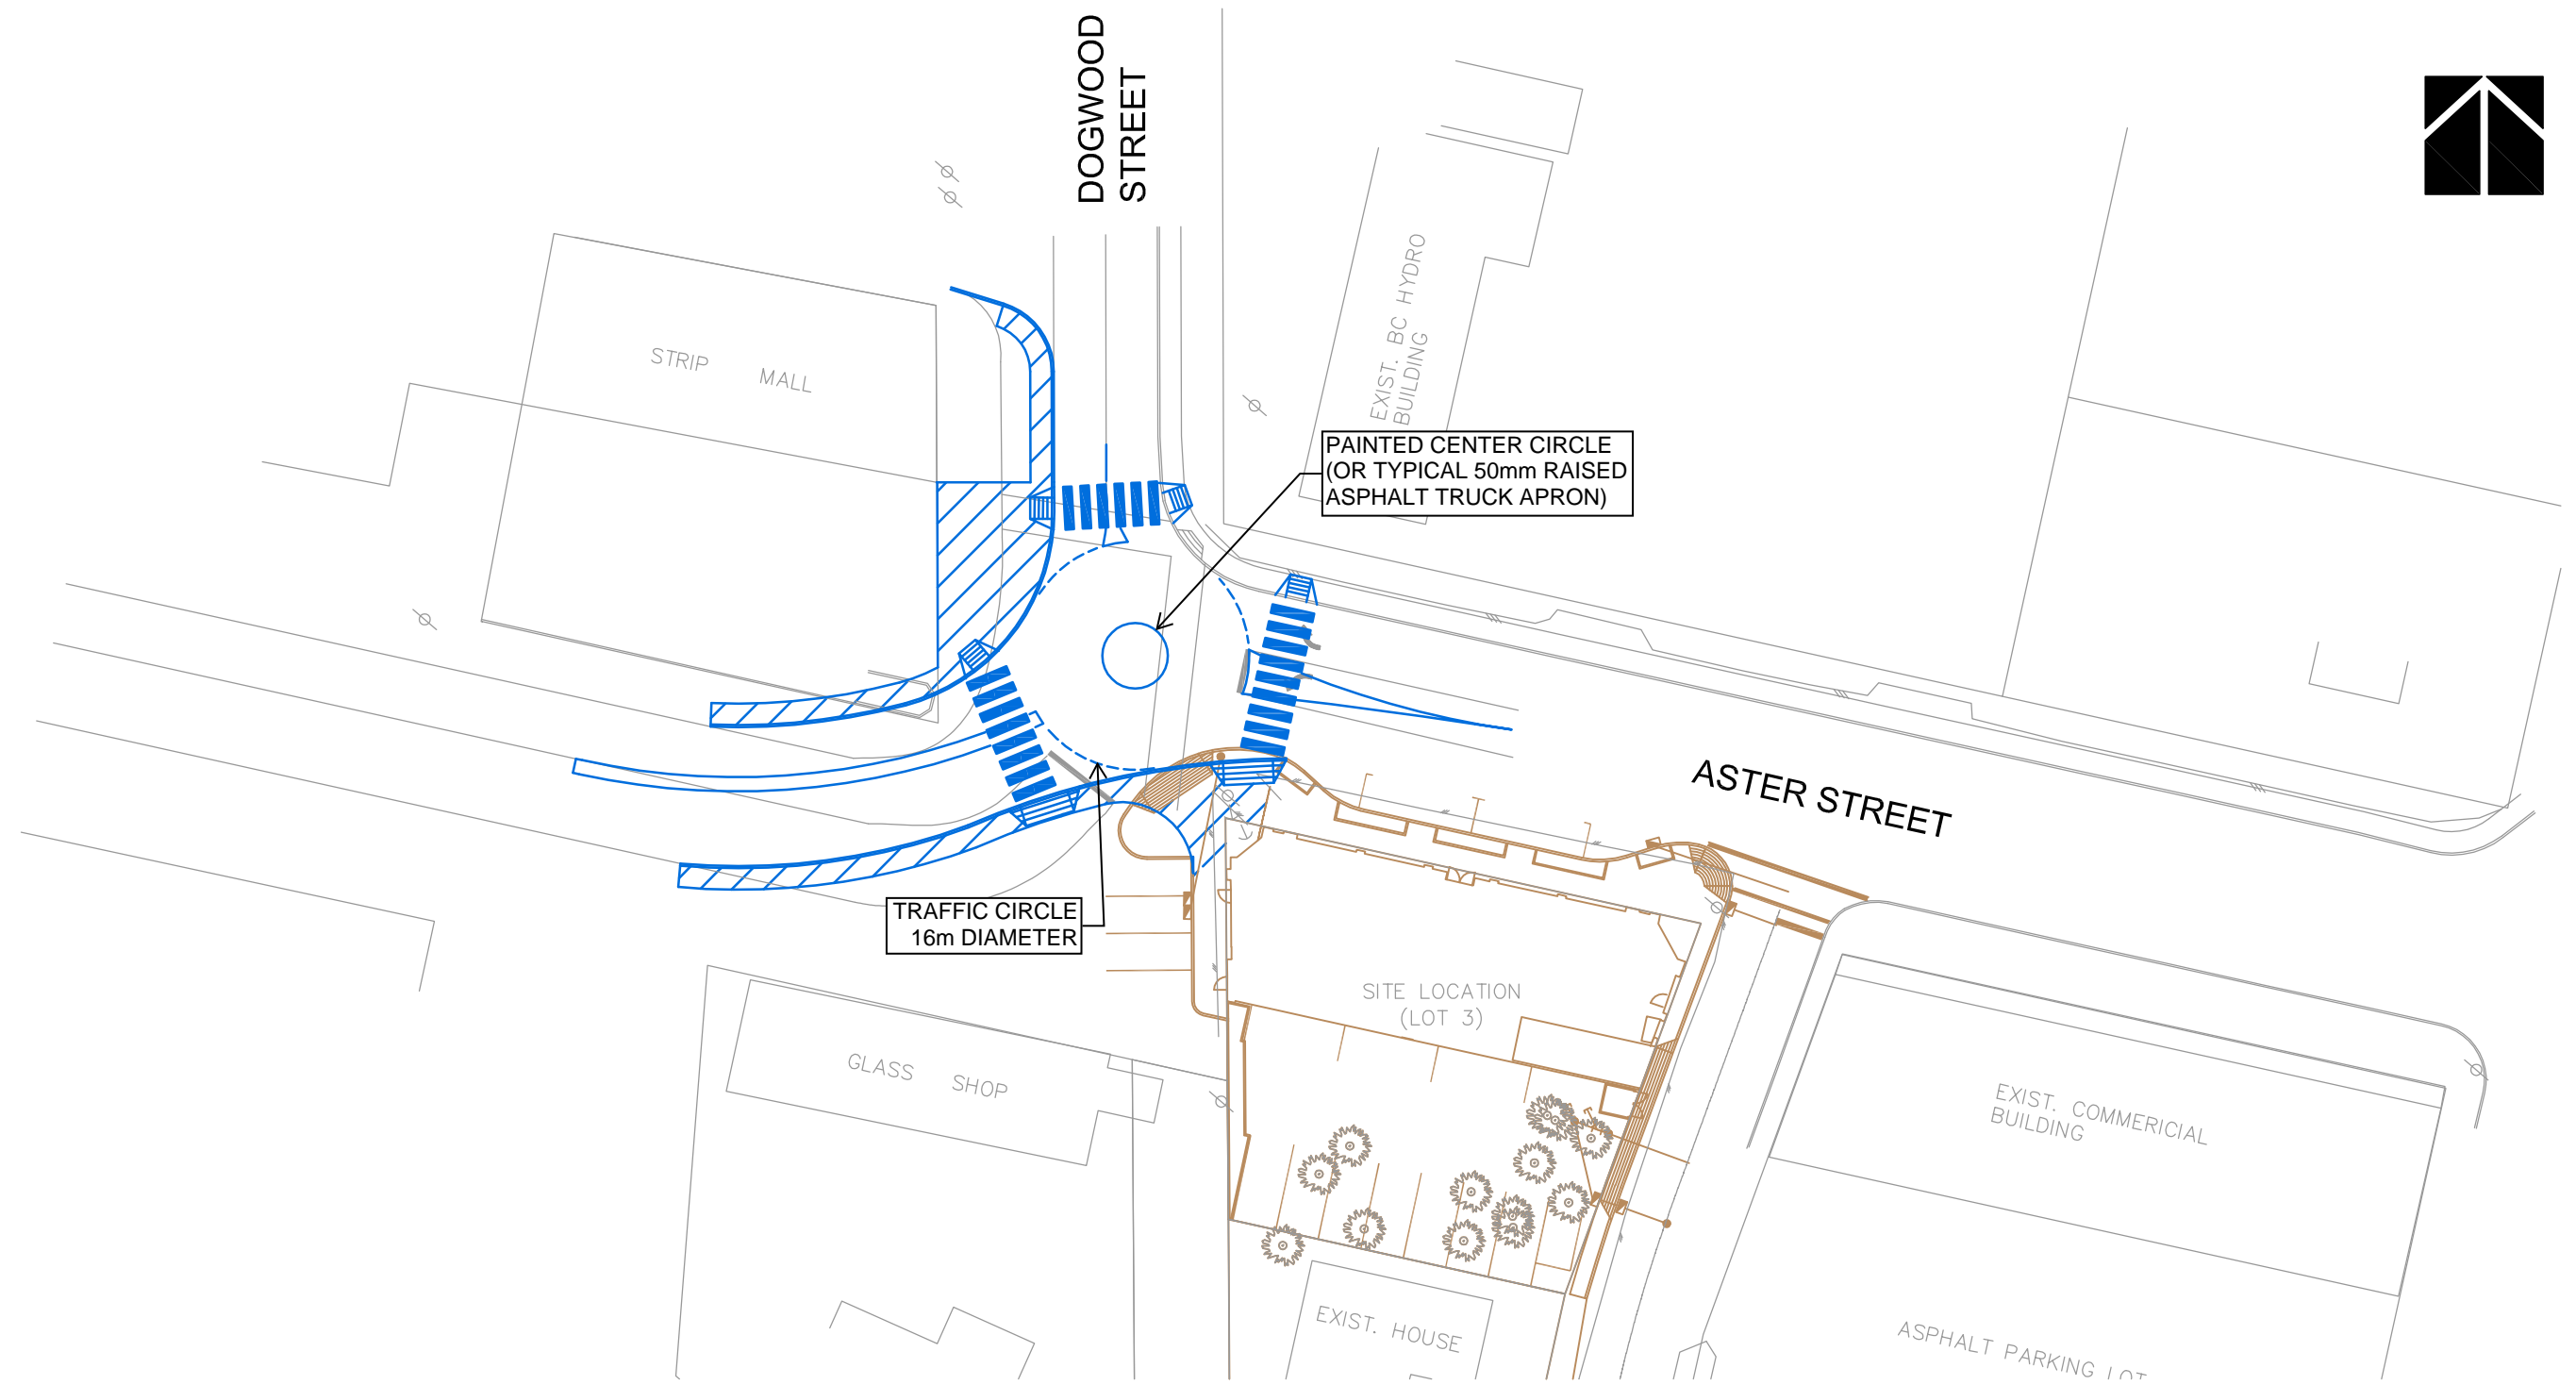 DOGWOOD
STREET
STRIP MALL
EXIST. BC HYDRO
BUILDING
PAINTED CENTER CIRCLE
(OR TYPICAL 50mm RAISED
ASPHALT TRUCK APRON)
ASTER STREET
TRAFFIC CIRCLE
16m DIAMETER
SITE LOCATION
(LOT 3)
GLASS SHOP
EXIST. COMMERICIAL
BUILDING
EXIST. HOUSE
ASPHALT PARKING LOT